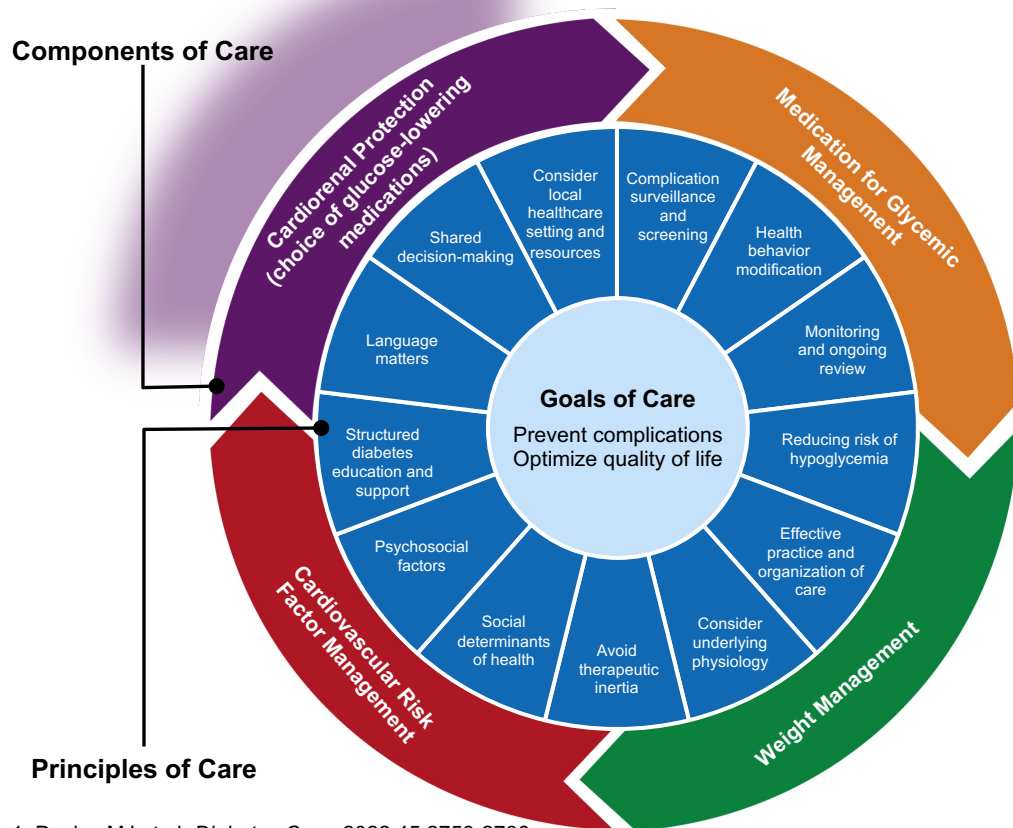 Components of Care
Cardiorenal Protection
(choice of glucose-lowering
medications)
Medication for Glycemic
Management
Consider
local
healthcare
setting and
resources
Complication
surveillance
and
screening
Health
behavior
modification
Monitoring
and ongoing
review
Reducing risk of
hypoglycemia
Effective
practice and
organization of
care
Consider
underlying
physiology
Avoid
therapeutic
inertia
Social
determinants
of health
Psychosocial
factors
Structured
diabetes
education and
support
Language
matters
Shared
decision-making
Goals of Care
Prevent complications
Optimize quality of life
Weight Management
Cardiovascular Risk
Factor Management
Principles of Care